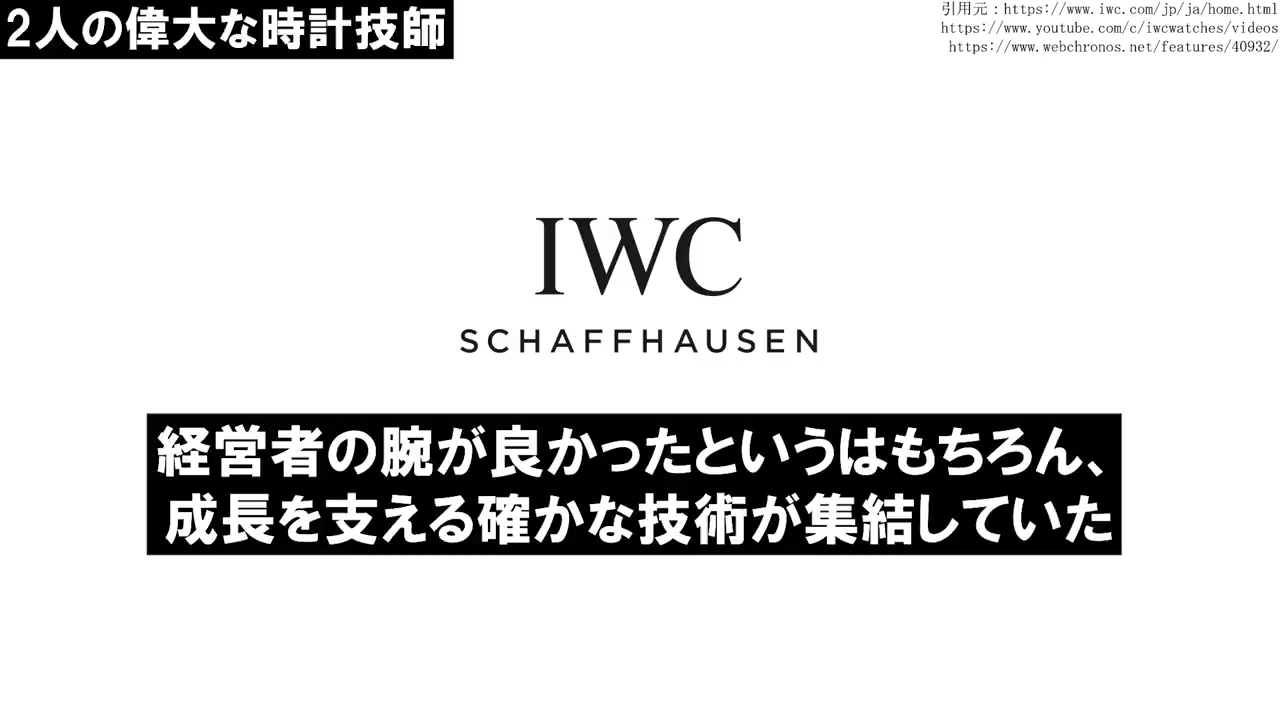 2人の偉大な時計技師
引用元：https://www.iwc.com/jp/ja/home.html
https://www.youtube.com/c/iwcwatches/videos
https://www.webchronos.net/features/40932/
IWC
SCHAFFHAUSEN
経営者の腕が良かったというはもちろん、
成長を支える確かな技術が集結していた